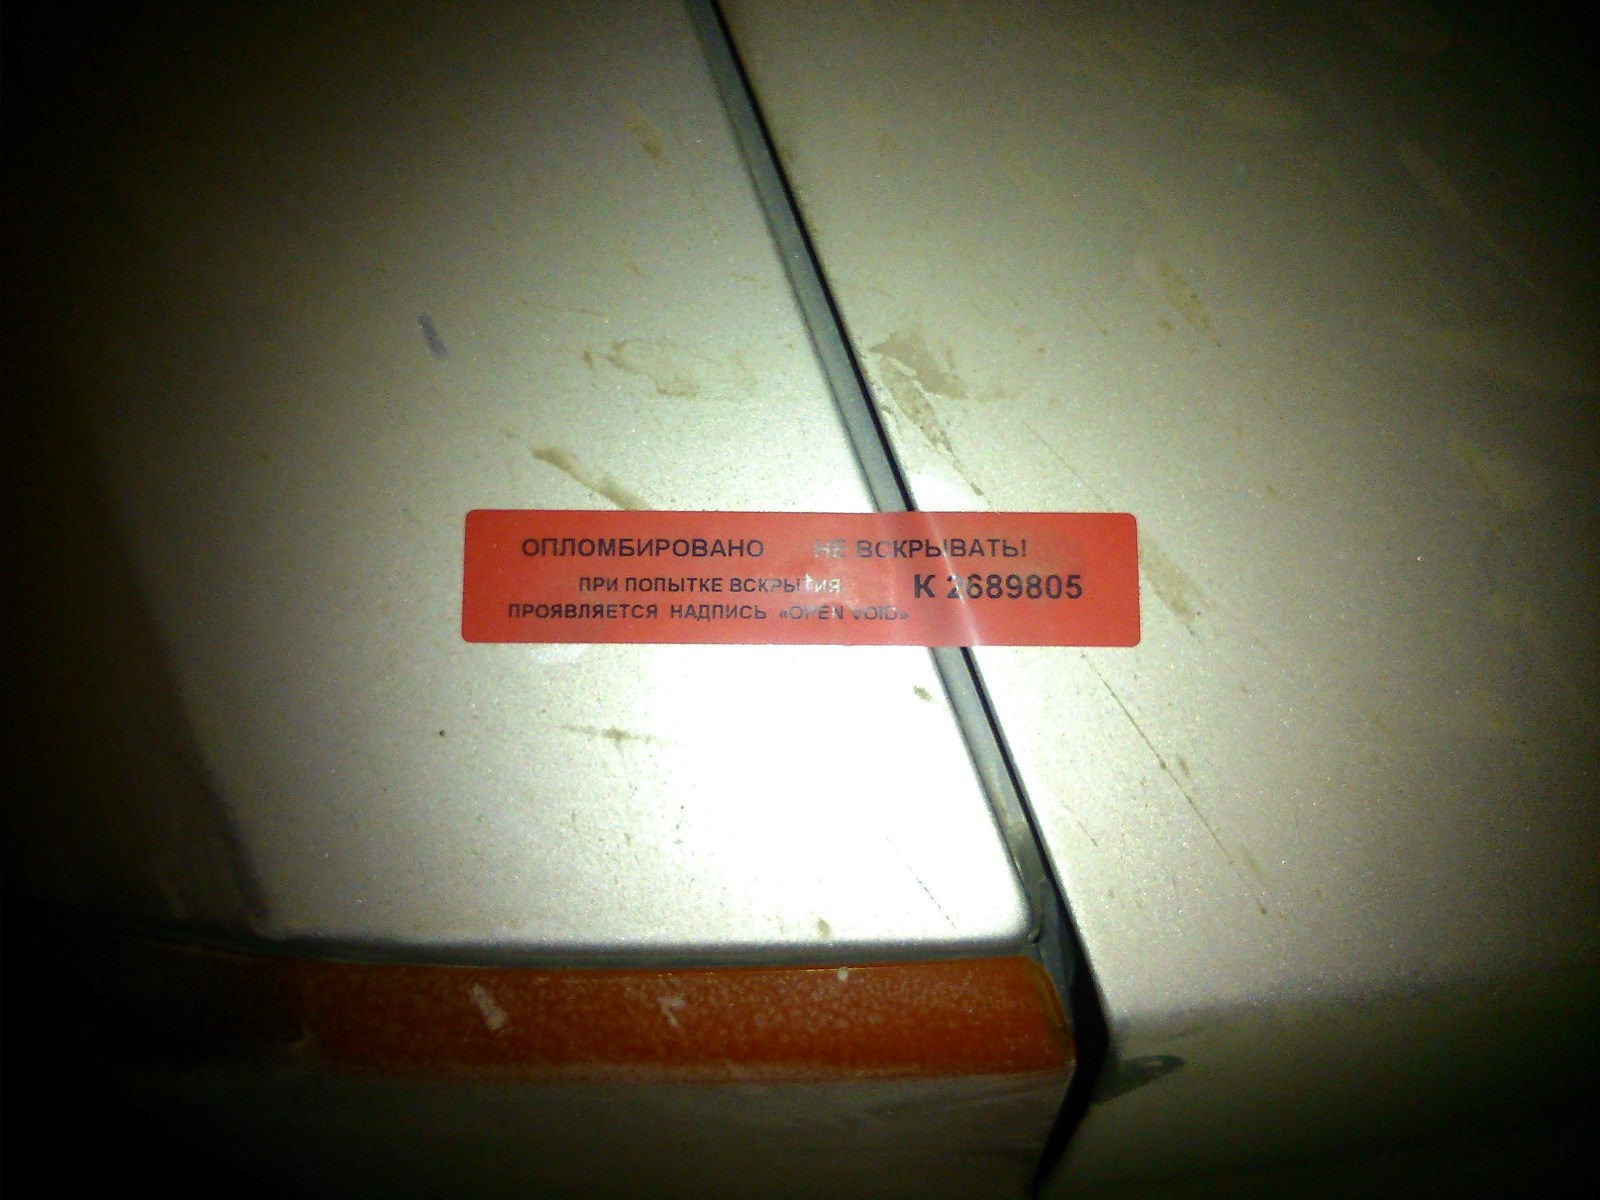 ОПЛОМБИРОВАНО НЕ ВСКРЫВАТЬ!
ПРИ ПОПЫТКЕ ВСКРЫТИЯ К 2689805
ПРОЯВЛЯЕТСЯ НАДПИСЬ «OPEN VOID»